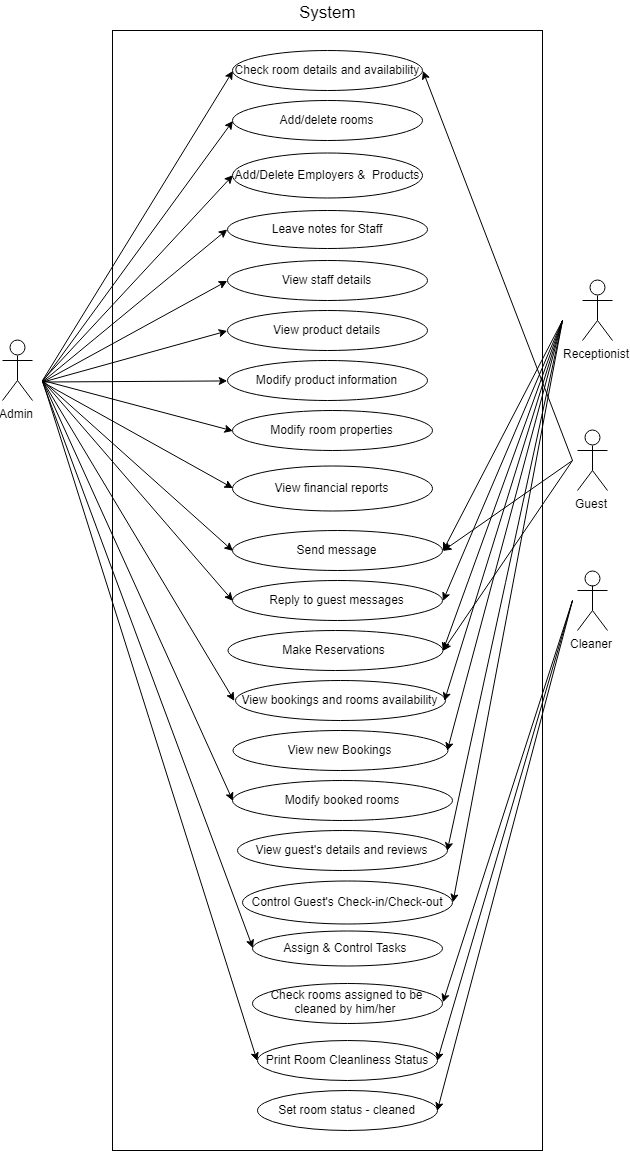 System
Check room details and availability
Add/delete rooms
Add/Delete Employers & Products
Leave notes for Staff
View staff details
View product details
Receptionist
Modify product information
Admin
Modify room properties
View financial reports
Guest
Send message
Reply to guest messages
Cleaner
Make Reservations
View bookings and rooms availability
View new Bookings
Modify booked rooms
View guest's details and reviews
Control Guest's Check-in/Check-out
Assign & Control Tasks
Check rooms assigned to be
cleaned by him/her
Print Room Cleanliness Status
Set room status - cleaned